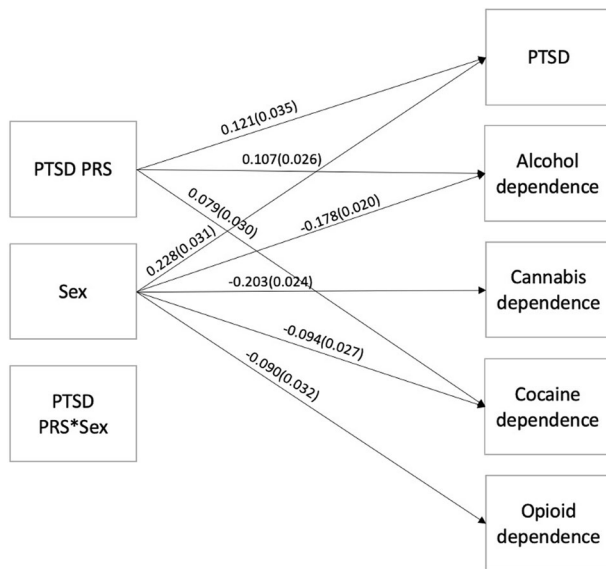 PTSD
0.121(0.035)
PTSD PRS
0.107(0.026)
Alcohol
dependence
0.079(0.030)
-0.178(0.020)
0.228(0.031)
Sex
-0.203(0.024)
Cannabis
dependence
-0.094(0.027)
-0.090(0.032)
PTSD
PRS*Sex
Cocaine
dependence
Opioid
dependence